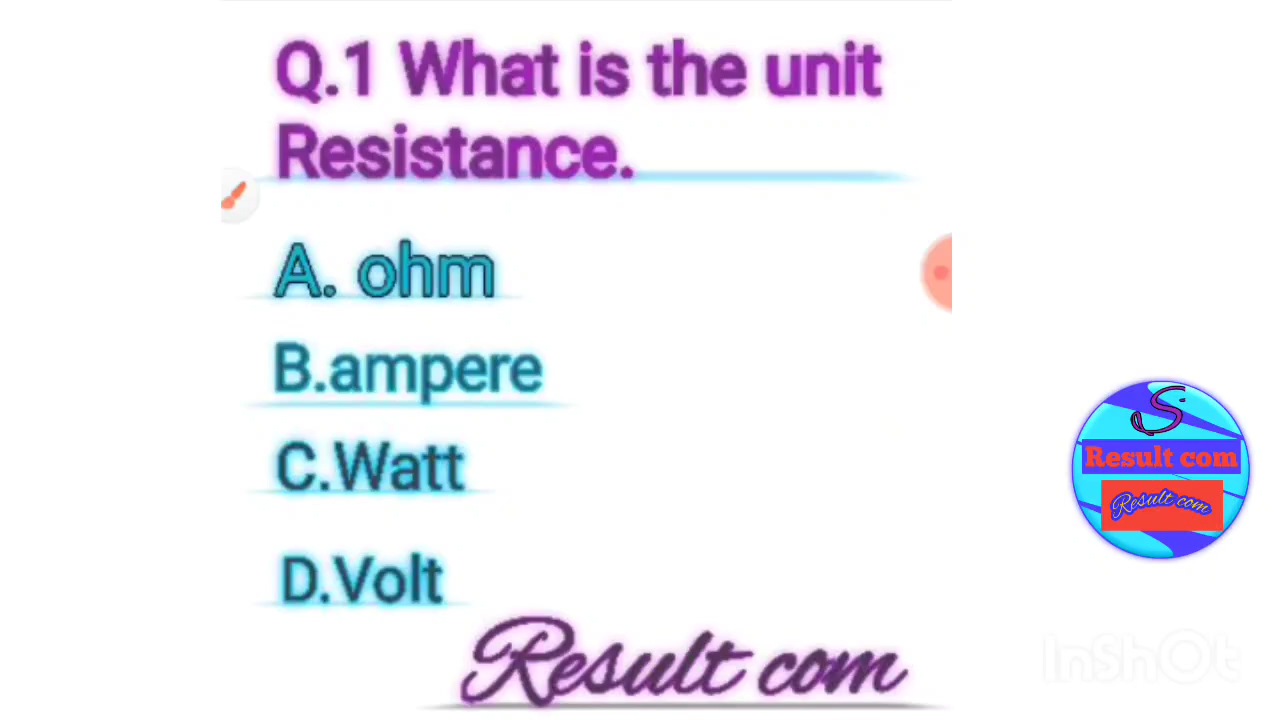 Q.1 What is the unit
Resistance.
A. ohm
B.ampere
C.Watt
D.Volt
Result com
S
Result com
Result com
InShOt